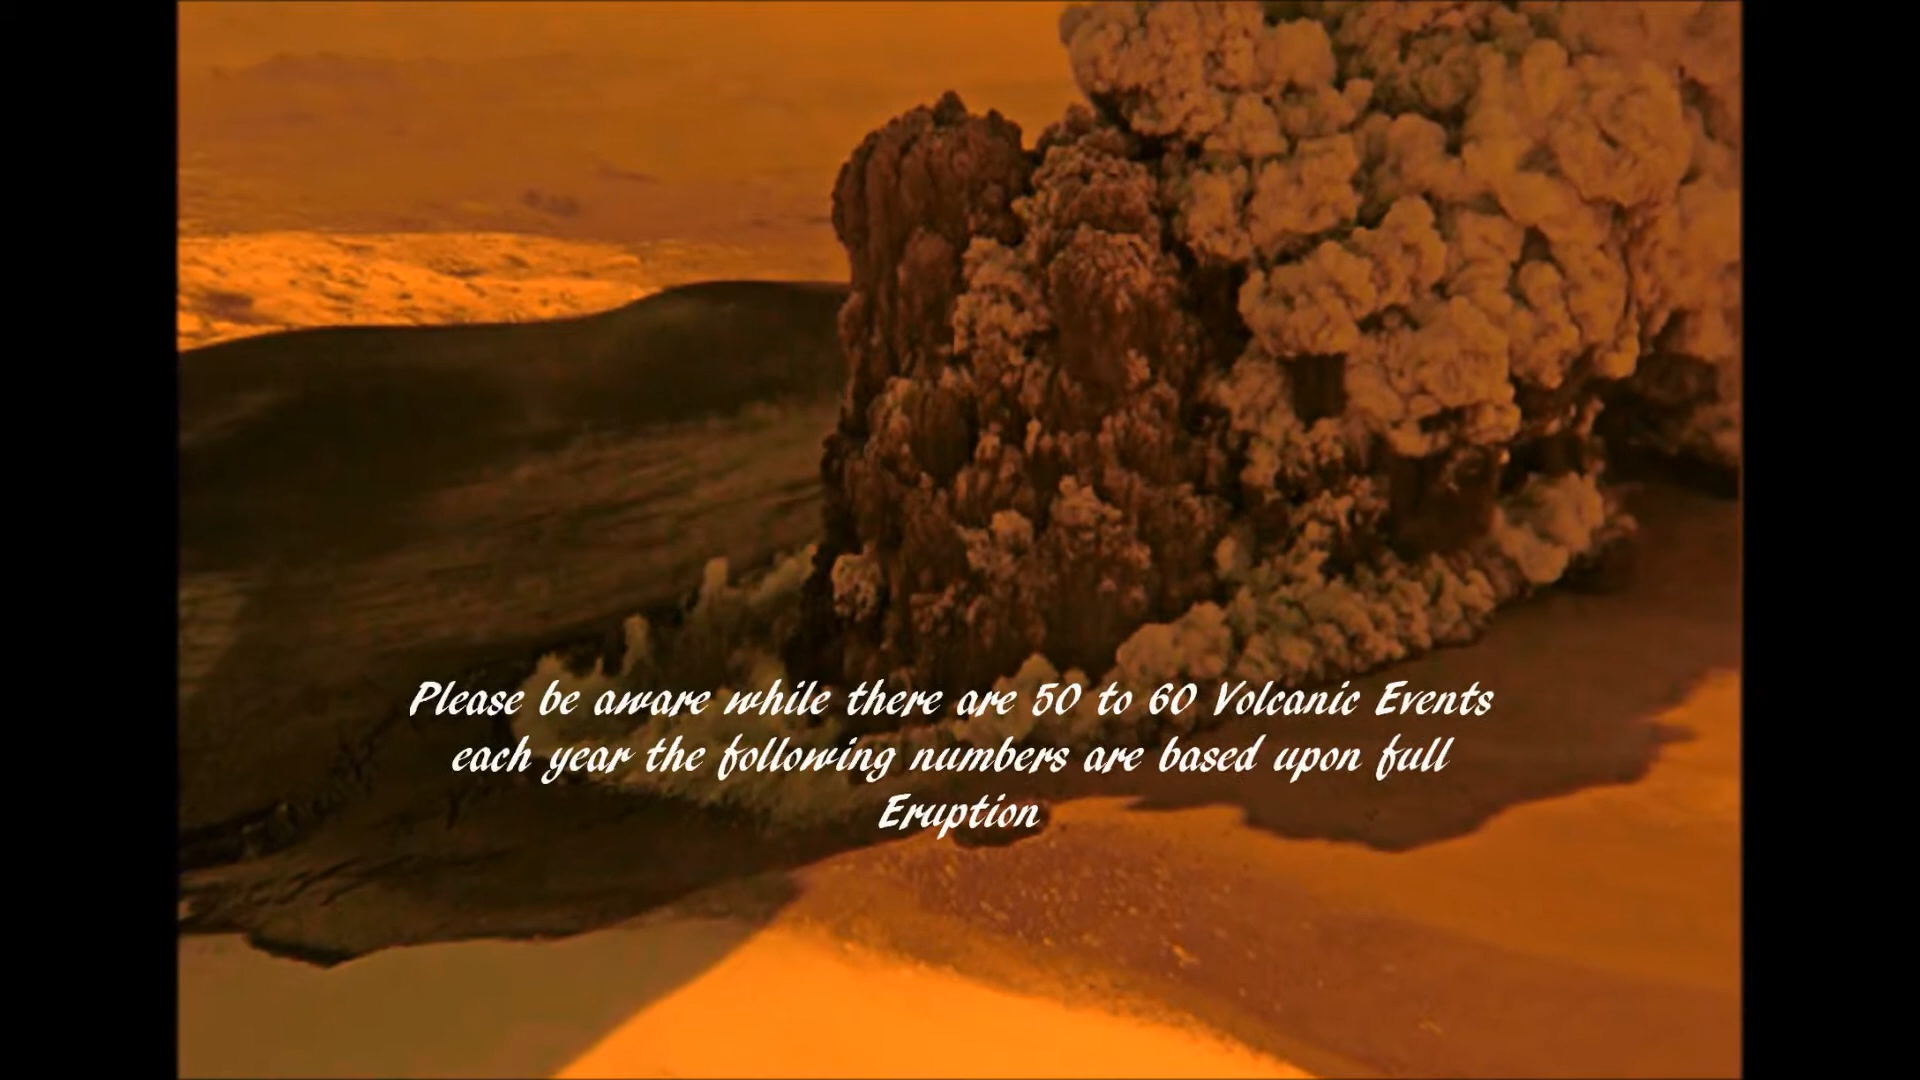 Please be aware while there are 50 to 60 Volcanic Events
each year the following numbers are based upon full
Eruption